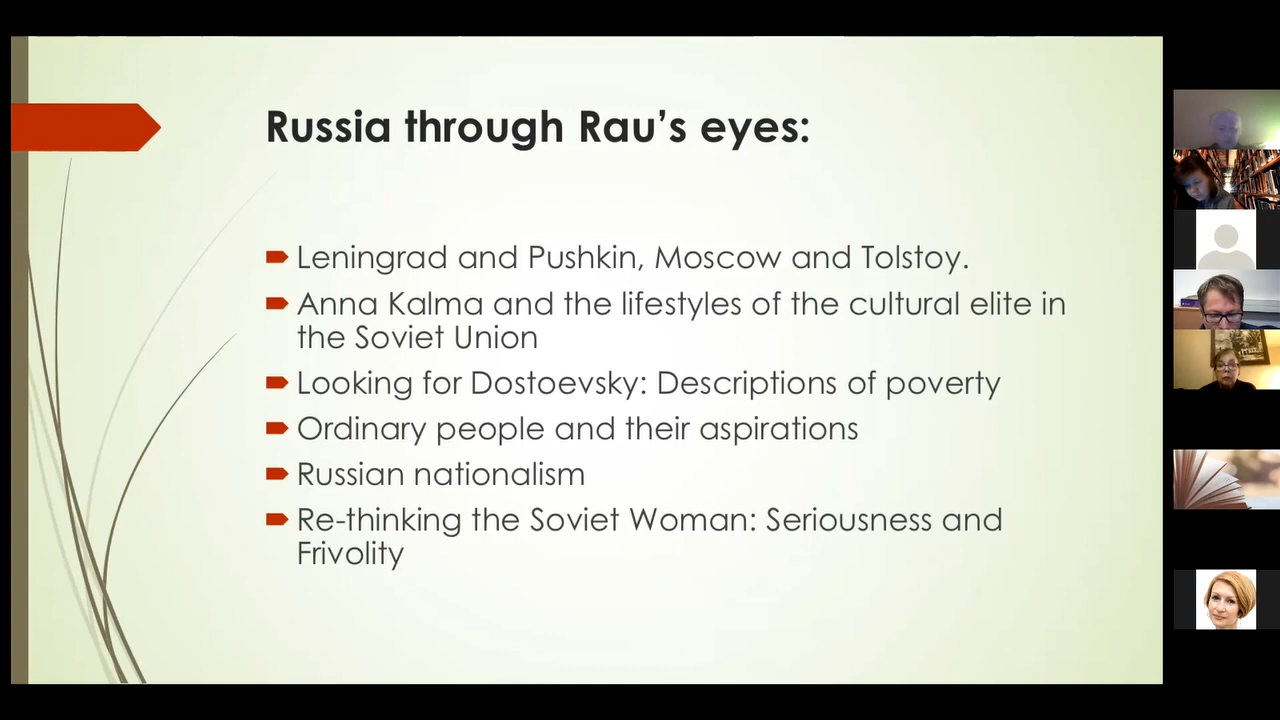 Russia through Rau's eyes:
Leningrad and Pushkin, Moscow and Tolstoy.
Anna Kalma and the lifestyles of the cultural elite in
the Soviet Union
Looking for Dostoevsky: Descriptions of poverty
Ordinary people and their aspirations
Russian nationalism
Re-thinking the Soviet Woman: Seriousness and
Frivolity